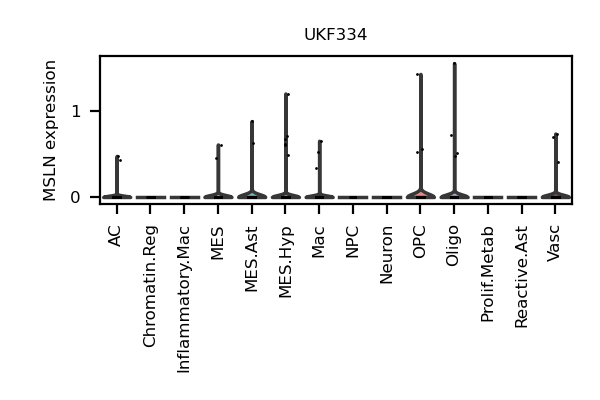 UKF334
MSLN expression
1
0
AC
Chromatin.Reg
Inflammatory.Mac
MES
MES.Ast
MES.Hyp
Mac
NPC
Neuron
OPC
Oligo
Prolif.Metab
Reactive.Ast
Vasc